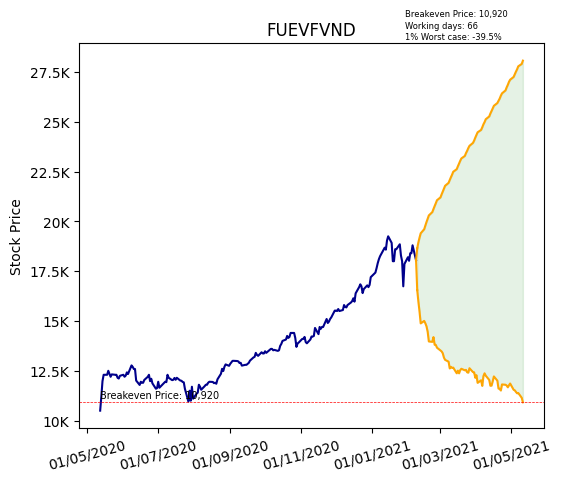 Breakeven Price: 10,920
Working days: 66
1% Worst case: -39.5%
FUEVFVND
Stock Price
27.5K
25K
22.5K
20K
17.5K
15K
12.5K
10K
Breakeven Price: 10,920
01/05/2020
01/07/2020
01/09/2020
01/11/2020
01/01/2021
01/03/2021
01/05/2021